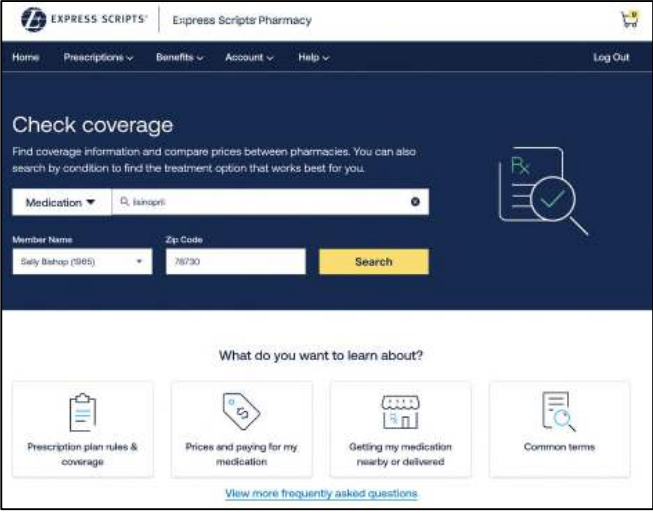 EXPRESS SCRIPTS®
Express Scripts Pharmacy
Home Prescriptions Benefits Account Help Log Out
Check coverage
Find coverage information and compare prices between pharmacies. You can also
search by condition to find the treatment option that works best for you.
Medication lisinopril
Member Name Zip Code
Sally Bishop (1965) 78730 Search
Rx
What do you want to learn about?
Prescription plan rules &
coverage
Prices and paying for my
medication
Getting my medication
nearby or delivered
Common terms
View more frequently asked questions